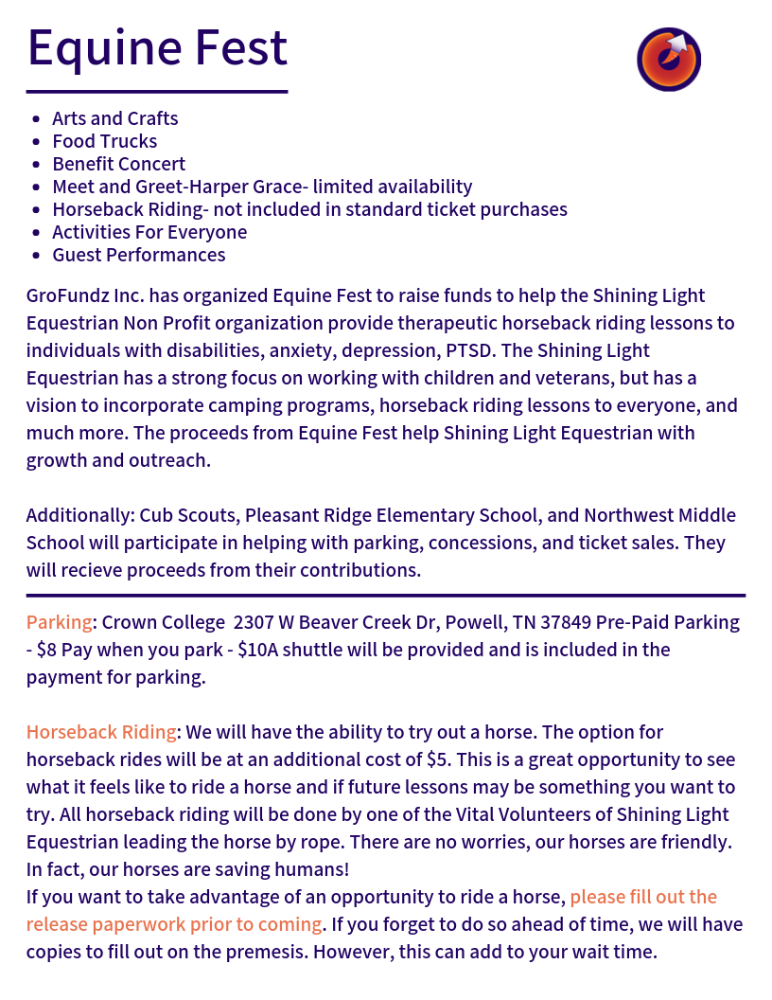 Equine Fest
• Arts and Crafts
• Food Trucks
• Benefit Concert
• Meet and Greet-Harper Grace- limited availability
• Horseback Riding- not included in standard ticket purchases
• Activities For Everyone
• Guest Performances
GroFundz Inc. has organized Equine Fest to raise funds to help the Shining Light
Equestrian Non Profit organization provide therapeutic horseback riding lessons to
individuals with disabilities, anxiety, depression, PTSD. The Shining Light
Equestrian has a strong focus on working with children and veterans, but has a
vision to incorporate camping programs, horseback riding lessons to everyone, and
much more. The proceeds from Equine Fest help Shining Light Equestrian with
growth and outreach.
Additionally: Cub Scouts, Pleasant Ridge Elementary School, and Northwest Middle
School will participate in helping with parking, concessions, and ticket sales. They
will recieve proceeds from their contributions.
Parking: Crown College  2307 W Beaver Creek Dr, Powell, TN 37849 Pre-Paid Parking
- $8 Pay when you park - $10A shuttle will be provided and is included in the
payment for parking.
Horseback Riding: We will have the ability to try out a horse. The option for
horseback rides will be at an additional cost of $5. This is a great opportunity to see
what it feels like to ride a horse and if future lessons may be something you want to
try. All horseback riding will be done by one of the Vital Volunteers of Shining Light
Equestrian leading the horse by rope. There are no worries, our horses are friendly.
In fact, our horses are saving humans!
If you want to take advantage of an opportunity to ride a horse, please fill out the
release paperwork prior to coming. If you forget to do so ahead of time, we will have
copies to fill out on the premesis. However, this can add to your wait time.